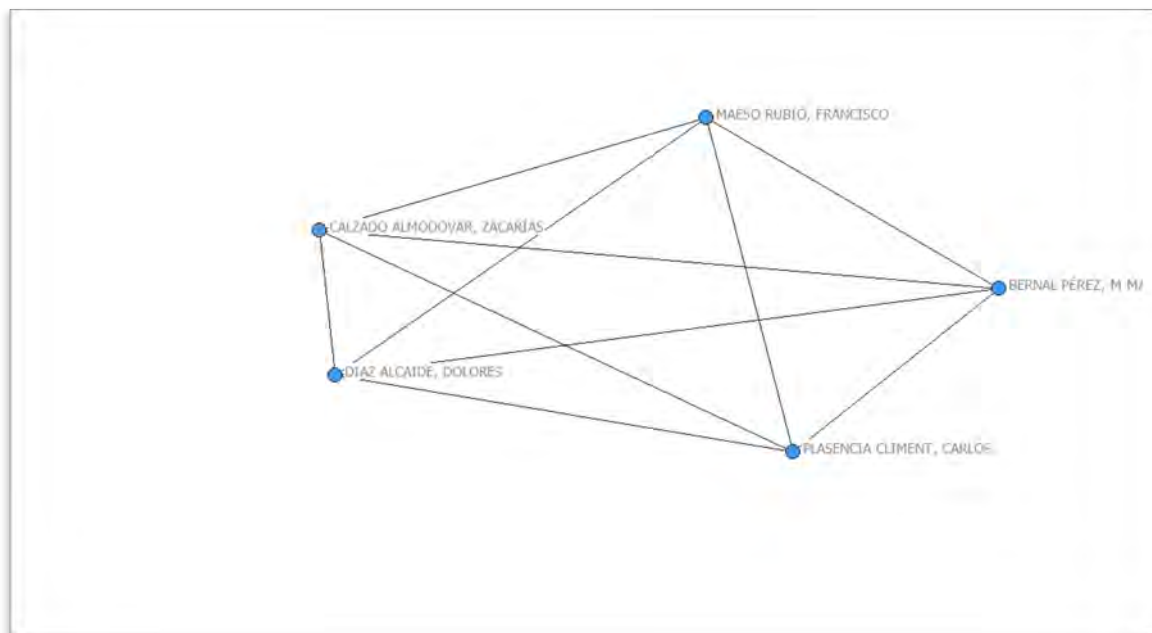 MAESO RUBIO, FRANCISCO
CALZADO ALMODOVAR, ZACARÍAS
BERNAL PÉREZ, M M
DIAZ ALCAIDE, DOLORES
PLASENCIA CLIMENT, CARLOS